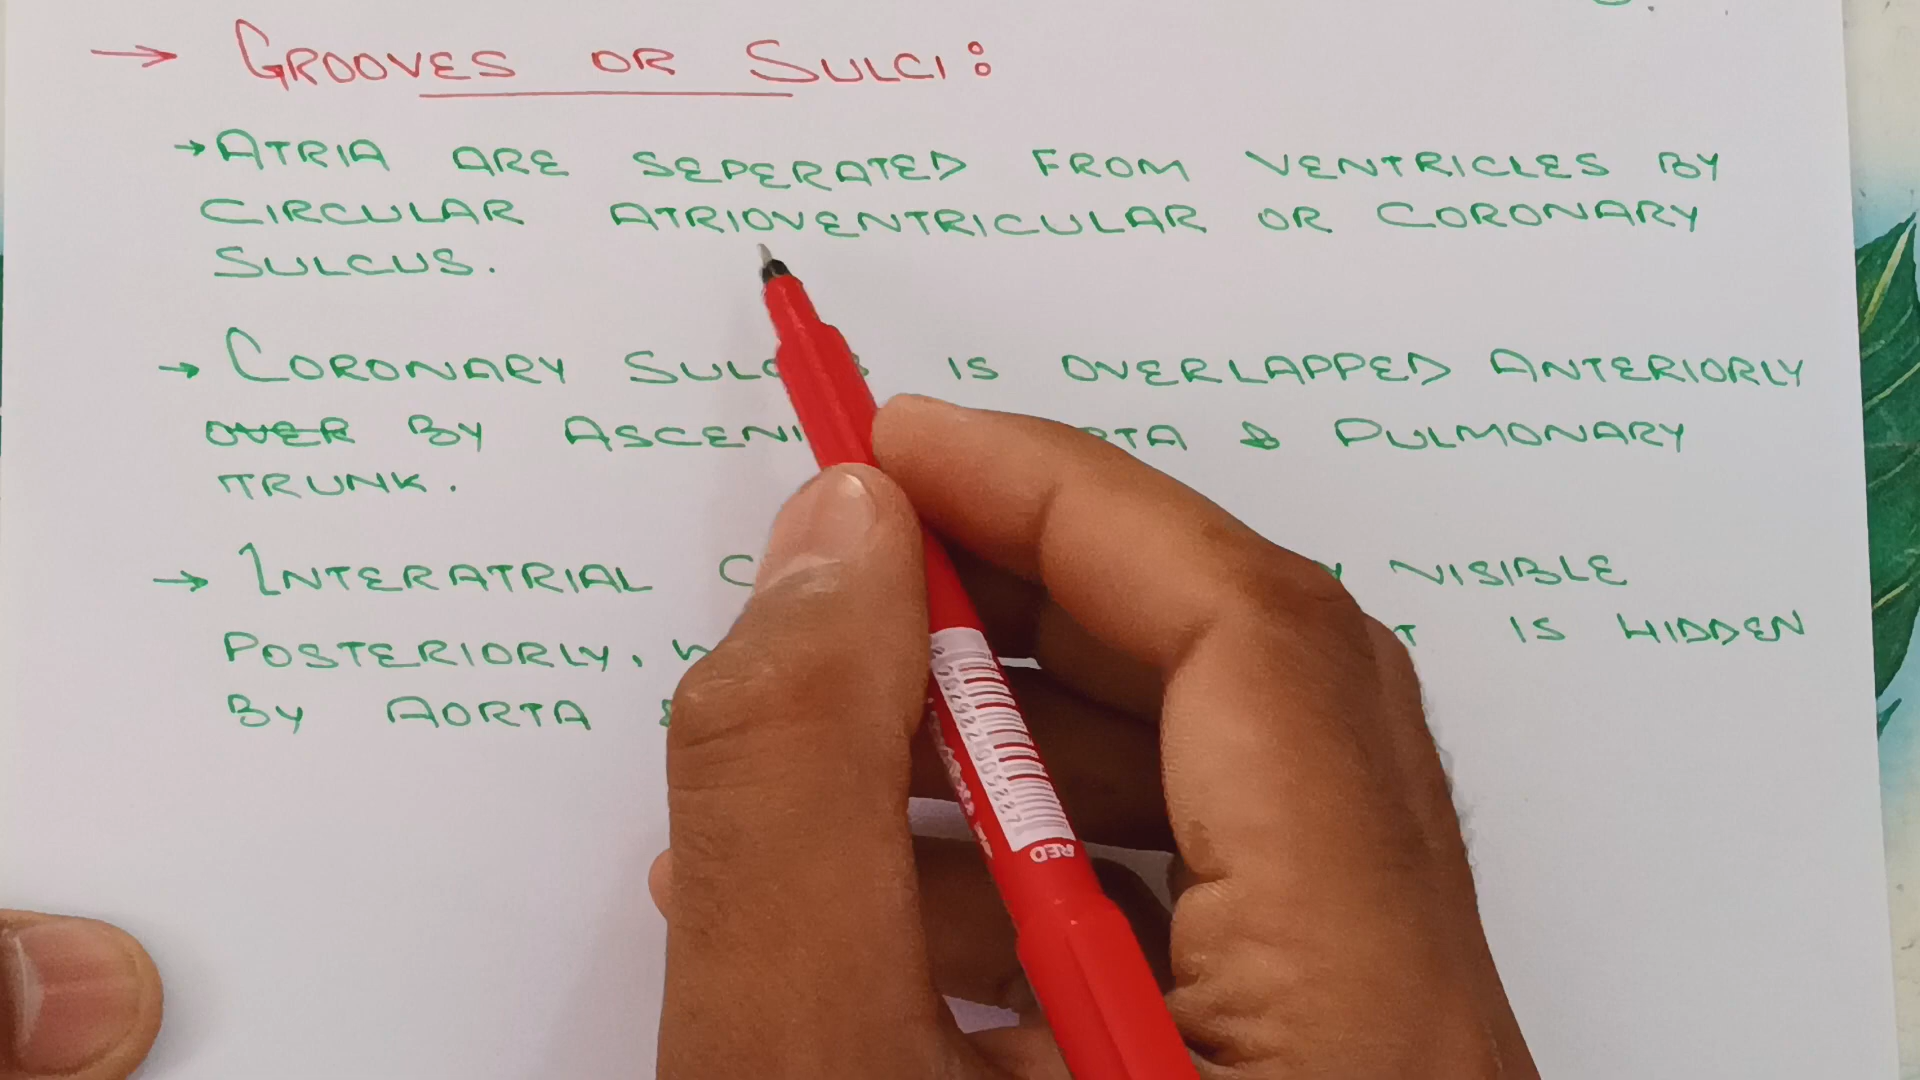 → GROOVES OR SULCI :
→ ATRIA ARE SEPERATED FROM VENTRICLES BY
CIRCULAR ATRIOVENTRICULAR OR CORONARY
SULCUS.
→ CORONARY IS OVERLAPPED ANTERIORLY
OVER BY & PULMONARY
TRUNK.
→ INTERATRIAL VISIBLE
POSTERIORLY, IS HIDDEN
BY AORTA
RED